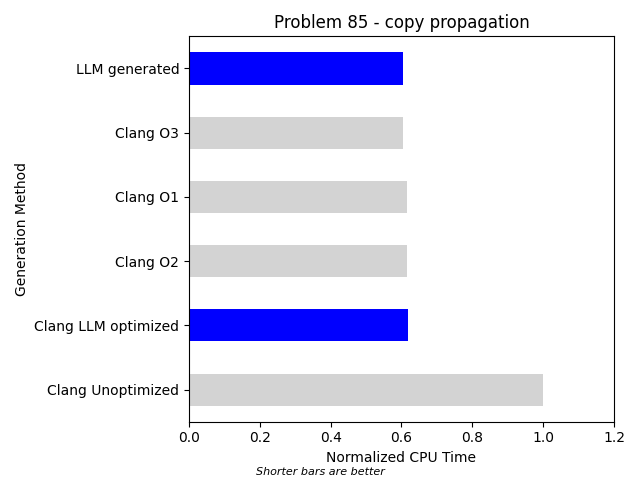 Problem 85 - copy propagation
LLM generated
Clang O3
Clang O1
Clang O2
Clang LLM optimized
Clang Unoptimized
Generation Method
0.0 0.2 0.4 0.6 0.8 1.0 1.2
Normalized CPU Time
Shorter bars are better